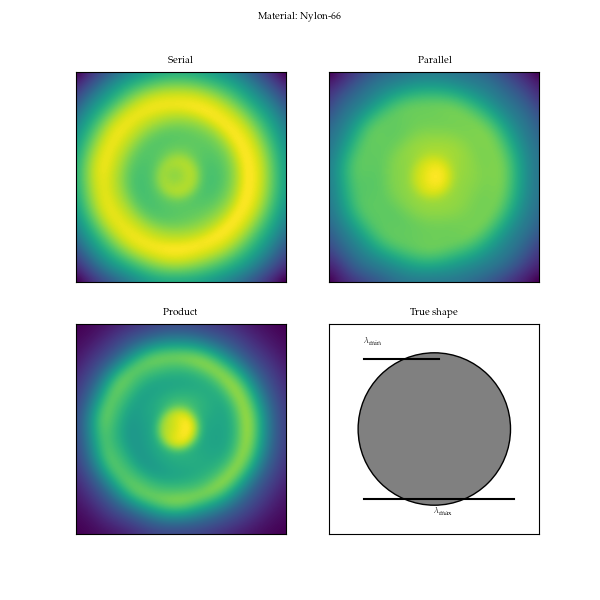 Material: Nylon-66
Serial
Parallel
Product
True shape
λmin
λmax